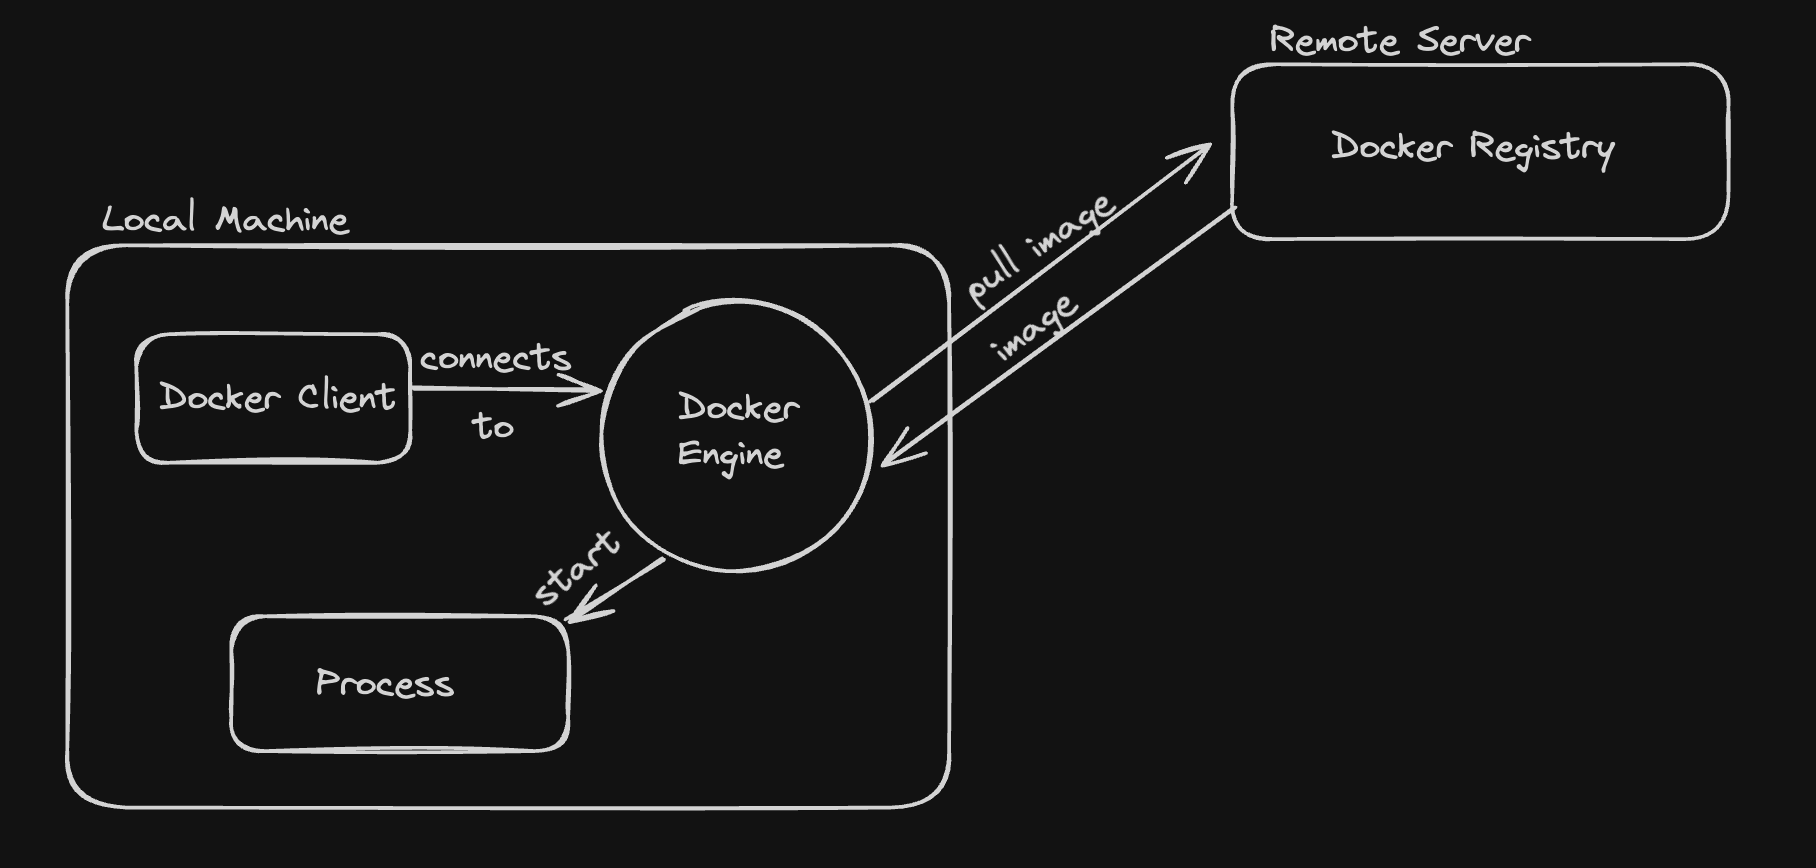 Remote Server
Docker Registry
Local Machine
pull image
image
Docker Client
connects
to
Docker
Engine
start
Process